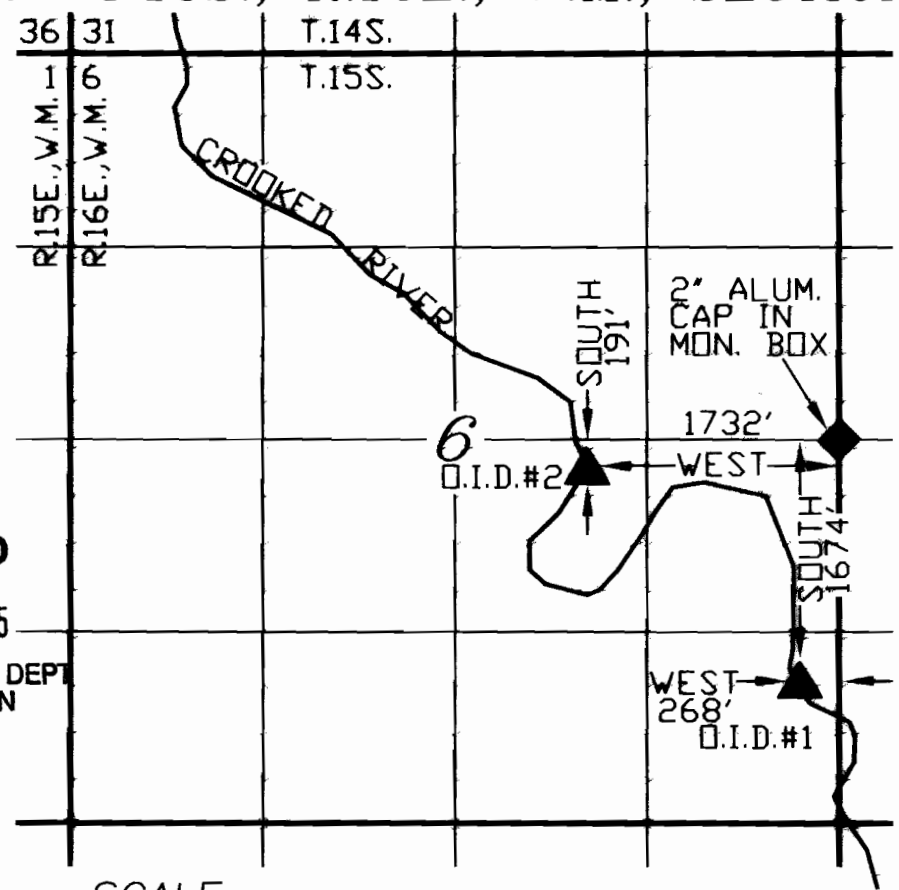 36 31 T.14S.
1 6 T.15S.
R.15E.,W.M.
R.16E.,W.M.
CROOKED RIVER
SOUTH
191'
2" ALUM.
CAP IN
MON. BOX
6
1732'
WEST
O.I.D.#2
SOUTH
1674'
DEPT
N
WEST
268'
O.I.D.#1
SCALE